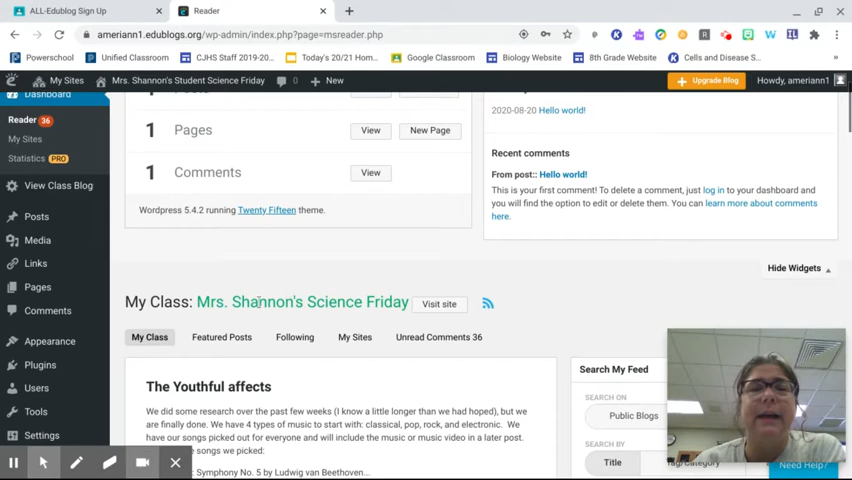 ALL-Edublog Sign Up
Reader
ameriann1.edublogs.org/wp-admin/index.php?page=msreader.php
Powerschool
Unified Classroom
CJHS Staff 2019-20...
Today's 20/21 Hom...
Google Classroom
Biology Website
8th Grade Website
Cells and Disease S...
My Sites
Mrs. Shannon's Student Science Friday
0
New
Upgrade Blog
Howdy, ameriann1
Dashboard
Reader 36
My Sites
Statistics PRO
View Class Blog
Posts
Media
Links
Pages
Comments
Appearance
Plugins
Users
Tools
Settings
1 Pages View New Page
1 Comments View
Wordpress 5.4.2 running Twenty Fifteen theme.
2020-08-20 Hello world!
Recent comments
From post:: Hello world!
This is your first comment! To delete a comment, just log in to your dashboard and
you will find the option to edit or delete them. You can learn more about comments
here.
Hide Widgets
My Class: Mrs. Shannon's Science Friday Visit site
My Class Featured Posts Following My Sites Unread Comments 36
The Youthful affects
We did some research over the past few weeks (I know a little longer than we had hoped), but we
are finally done. We have 4 types of music to start with: classical, pop, rock, and electronic. We
have our songs picked out for everyone and will include the music or music video in a later post.
songs we picked:
: Symphony No. 5 by Ludwig van Beethoven...
Search My Feed
SEARCH ON
Public Blogs
SEARCH BY
Title
Tag/Category
Need Help?